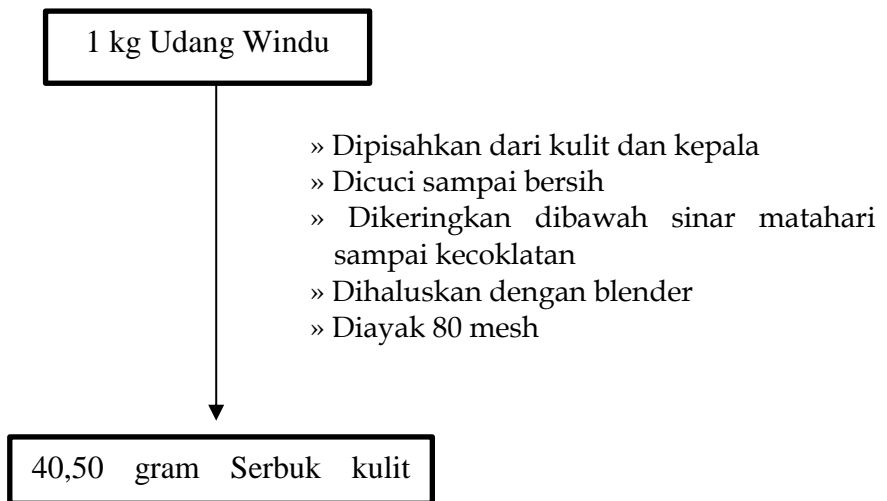 1 kg Udang Windu
» Dipisahkan dari kulit dan kepala
» Dicuci sampai bersih
» Dikeringkan dibawah sinar matahari
sampai kecoklatan
» Dihaluskan dengan blender
» Diayak 80 mesh
40,50 gram Serbuk kulit